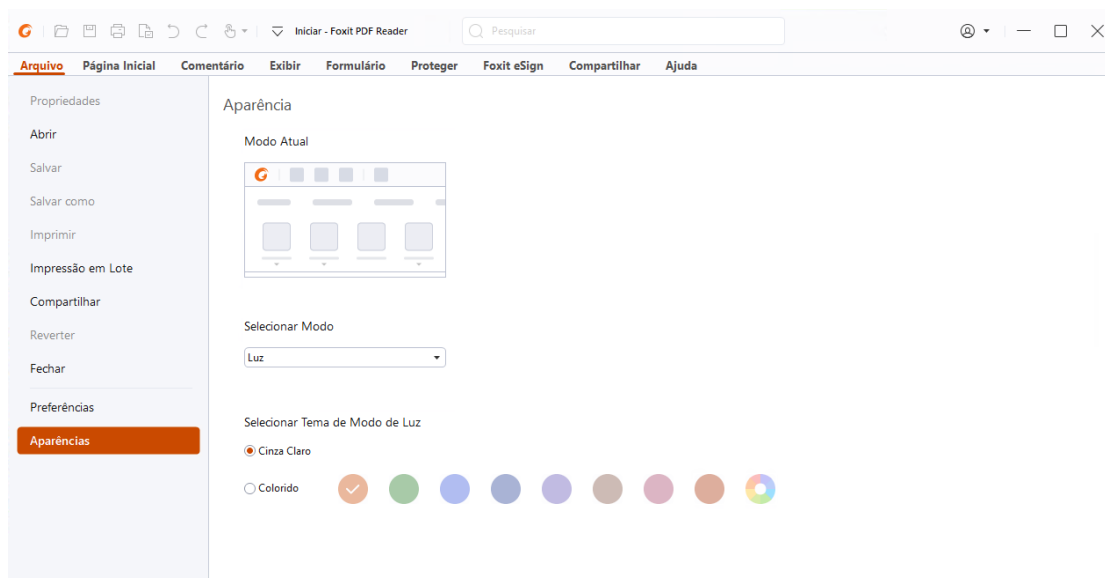 Iniciar - Foxit PDF Reader
Pesquisar
Arquivo Página Inicial Comentário Exibir Formulário Proteger Foxit eSign Compartilhar Ajuda
Propriedades
Abrir
Salvar
Salvar como
Imprimir
Impressão em Lote
Compartilhar
Reverter
Fechar
Preferências
Aparências
Aparência
Modo Atual
Selecionar Modo
Luz
Selecionar Tema de Modo de Luz
Cinza Claro
Colorido